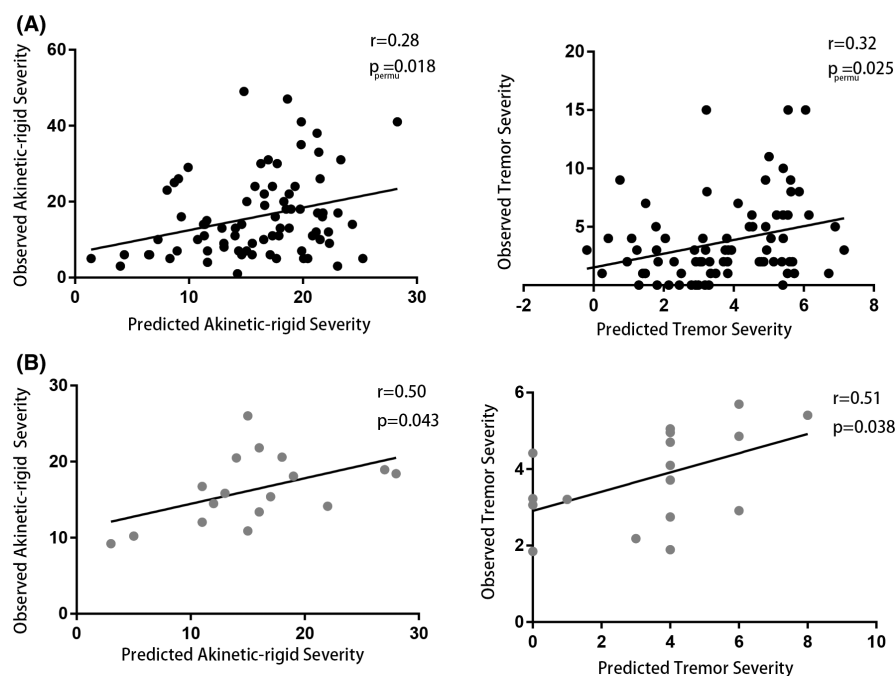 (A)
r=0.28
p permu=0.018
Observed Akinetic-rigid Severity
60
40
20
0
0 10 20 30
Predicted Akinetic-rigid Severity
r=0.32
p permu=0.025
Observed Tremor Severity
20
15
10
5
-2 0 2 4 6 8
Predicted Tremor Severity
(B)
r=0.50
p=0.043
Observed Akinetic-rigid Severity
30
20
10
0
0 10 20 30
Predicted Akinetic-rigid Severity
r=0.51
p=0.038
Observed Tremor Severity
6
4
2
0
0 2 4 6 8 10
Predicted Tremor Severity